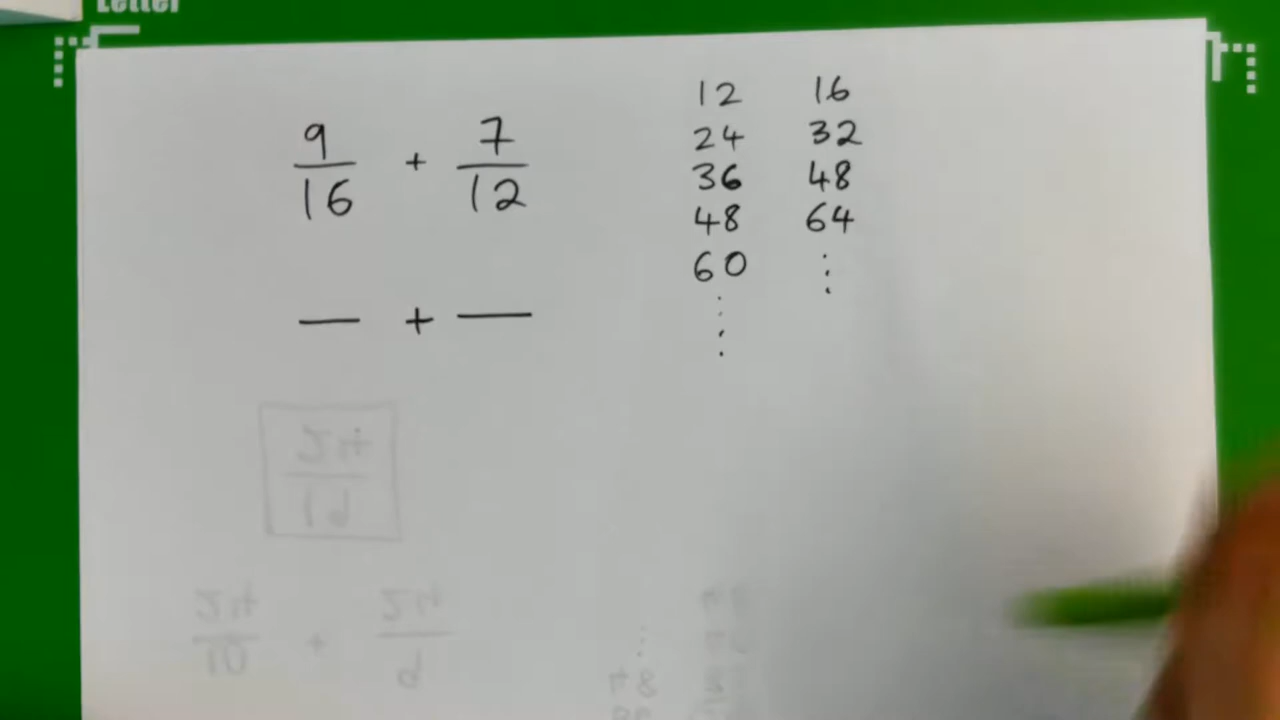 Letter
9/16 + 7/12
— + —
12 16
24 32
36 48
48 64
60 ⋮
⋮